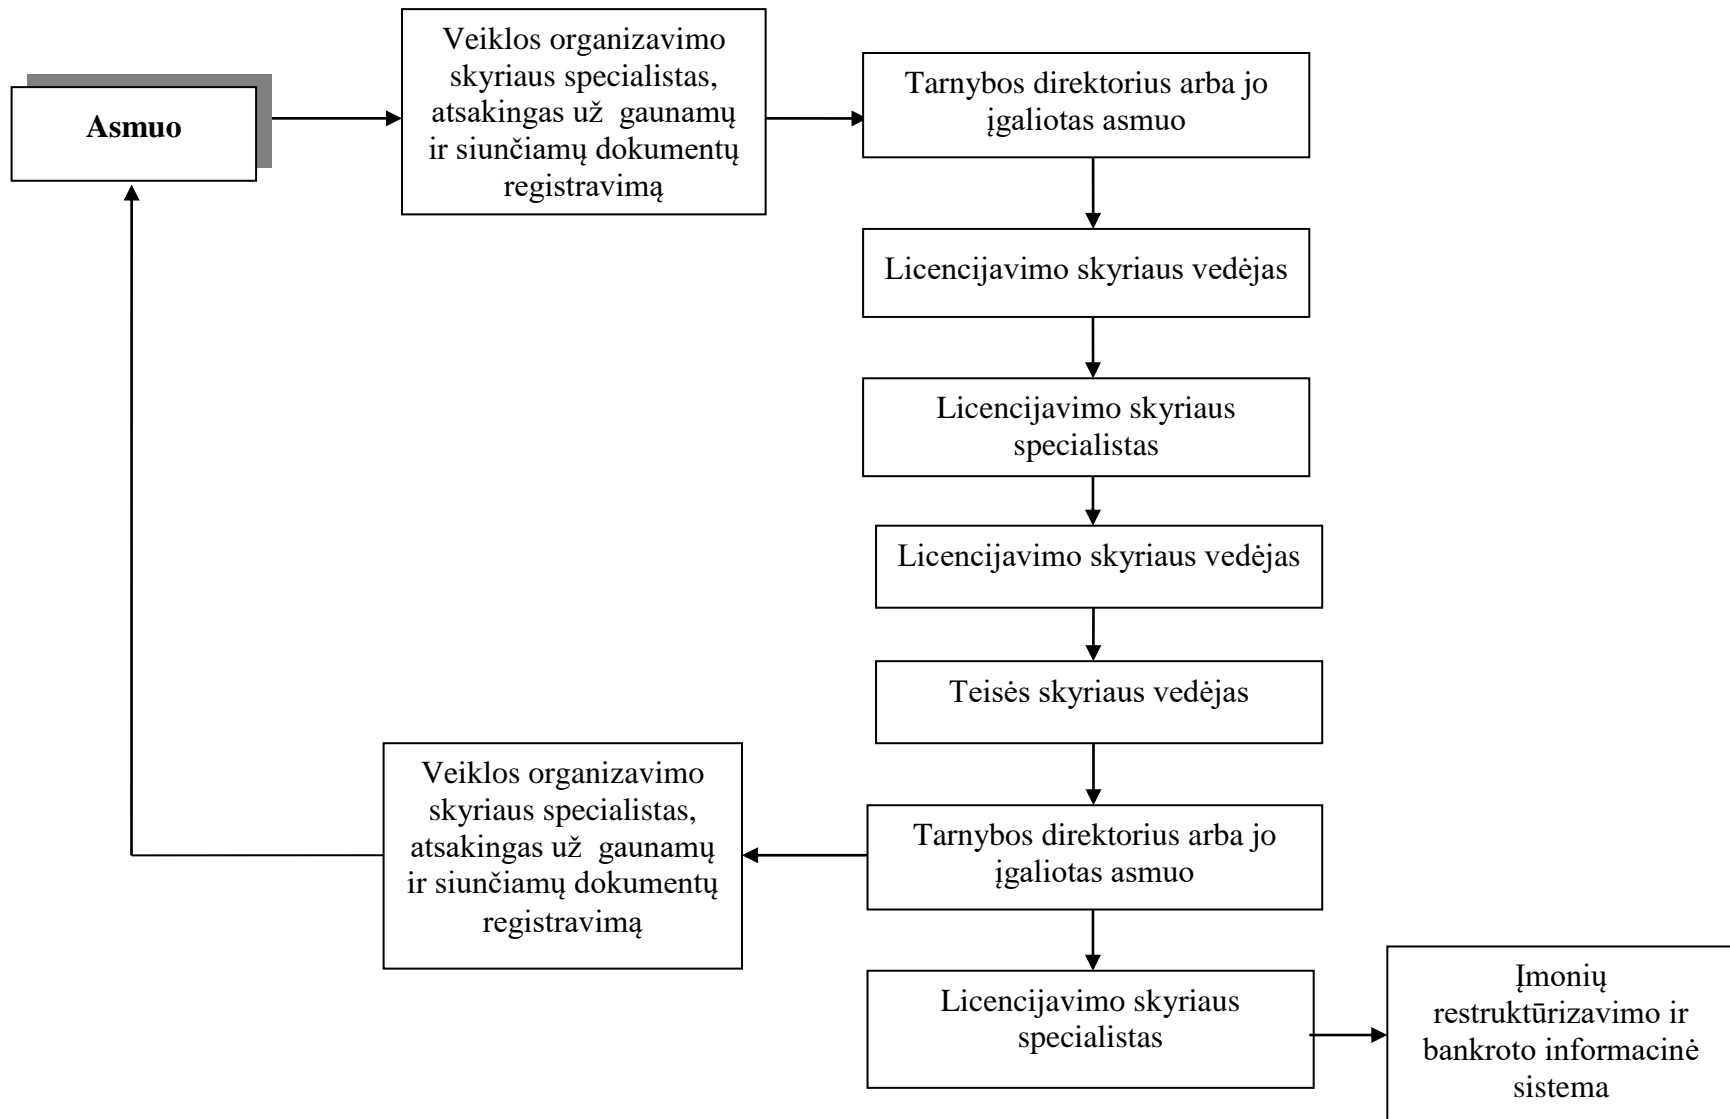 Asmuo
Veiklos organizavimo
skyriaus specialistas,
atsakingas už  gaunamų
ir siunčiamų dokumentų
registravimą
Tarnybos direktorius arba jo
įgaliotas asmuo
Licencijavimo skyriaus vedėjas
Licencijavimo skyriaus
specialistas
Licencijavimo skyriaus vedėjas
Teisės skyriaus vedėjas
Tarnybos direktorius arba jo
įgaliotas asmuo
Veiklos organizavimo
skyriaus specialistas,
atsakingas už  gaunamų
ir siunčiamų dokumentų
registravimą
Licencijavimo skyriaus
specialistas
Įmonių
restruktūrizavimo ir
bankroto informacinė
sistema